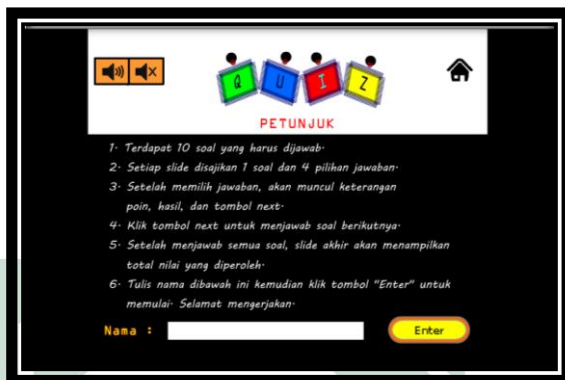 QUIZ
PETUNJUK
1. Terdapat 10 soal yang harus dijawab.
2. Setiap slide disajikan 1 soal dan 4 pilihan jawaban.
3. Setelah memilih jawaban, akan muncul keterangan
poin, hasil, dan tombol next.
4. Klik tombol next untuk menjawab soal berikutnya.
5. Setelah menjawab semua soal, slide akhir akan menampilkan
total nilai yang diperoleh.
6. Tulis nama dibawah ini kemudian klik tombol "Enter" untuk
memulai. Selamat mengerjakan.
Nama : Enter